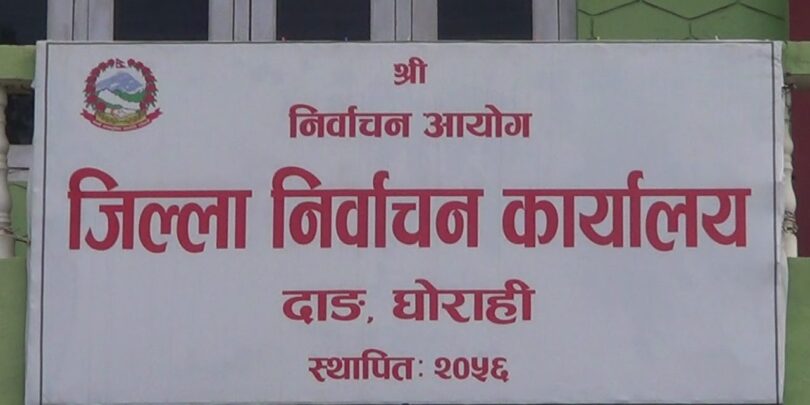 श्री
निर्वाचन आयोग
जिल्ला निर्वाचन कार्यालय
दाङ, घोराही
स्थापितः २०५६